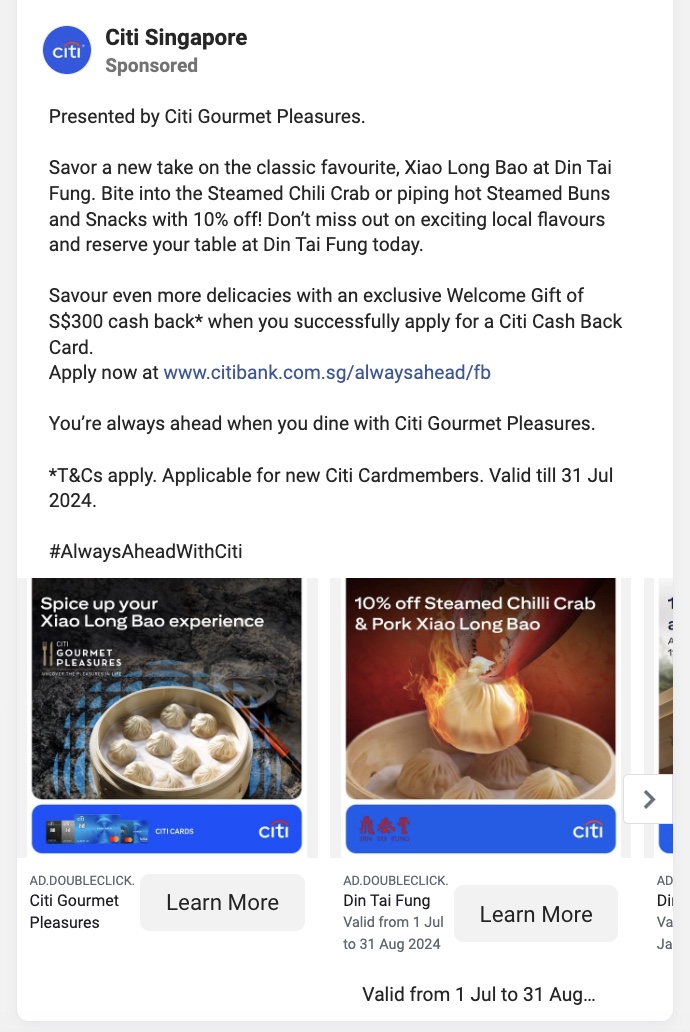 citi
Citi Singapore
Sponsored
Presented by Citi Gourmet Pleasures.
Savor a new take on the classic favourite, Xiao Long Bao at Din Tai
Fung. Bite into the Steamed Chili Crab or piping hot Steamed Buns
and Snacks with 10% off! Don’t miss out on exciting local flavours
and reserve your table at Din Tai Fung today.
Savour even more delicacies with an exclusive Welcome Gift of
S$300 cash back* when you successfully apply for a Citi Cash Back
Card.
Apply now at www.citibank.com.sg/alwaysahead/fb
You’re always ahead when you dine with Citi Gourmet Pleasures.
*T&Cs apply. Applicable for new Citi Cardmembers. Valid till 31 Jul
2024.
#AlwaysAheadWithCiti
Spice up your
Xiao Long Bao experience
CITI
GOURMET
PLEASURES
UNCOVER THE PLEASURES IN LIFE
CITI CARDS
citi
AD.DOUBLECLICK.
Citi Gourmet
Pleasures
Learn More
10% off Steamed Chilli Crab
& Pork Xiao Long Bao
鼎泰豐
DIN TAI FUNG
citi
AD.DOUBLECLICK.
Din Tai Fung
Valid from 1 Jul
to 31 Aug 2024
Learn More
Valid from 1 Jul to 31 Aug...
AD
Di
Va
Ja